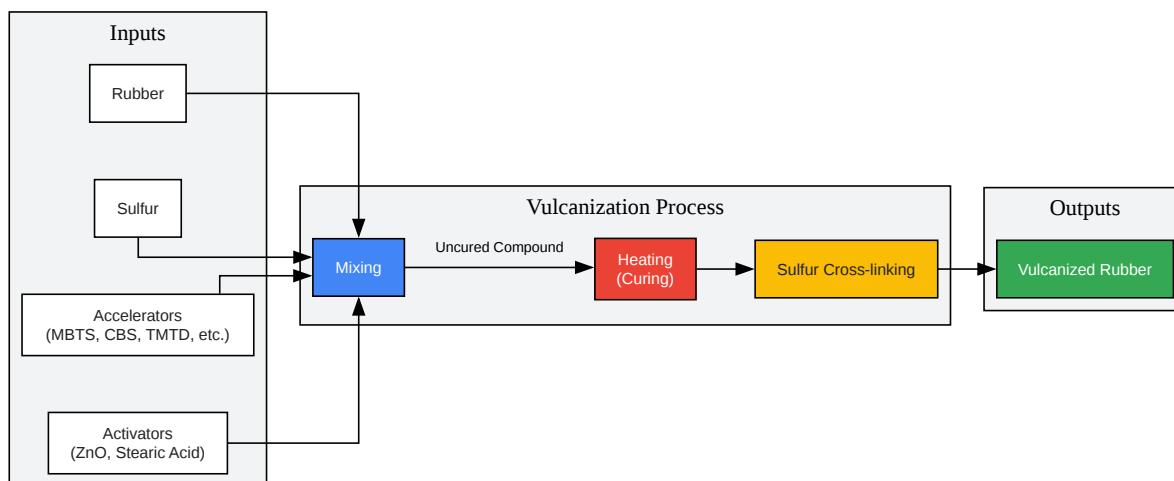 Inputs
Rubber
Sulfur
Accelerators
(MBTS, CBS, TMTD, etc.)
Activators
(ZnO, Stearic Acid)
Vulcanization Process
Mixing
Uncured Compound
Heating
(Curing)
Sulfur Cross-linking
Outputs
Vulcanized Rubber